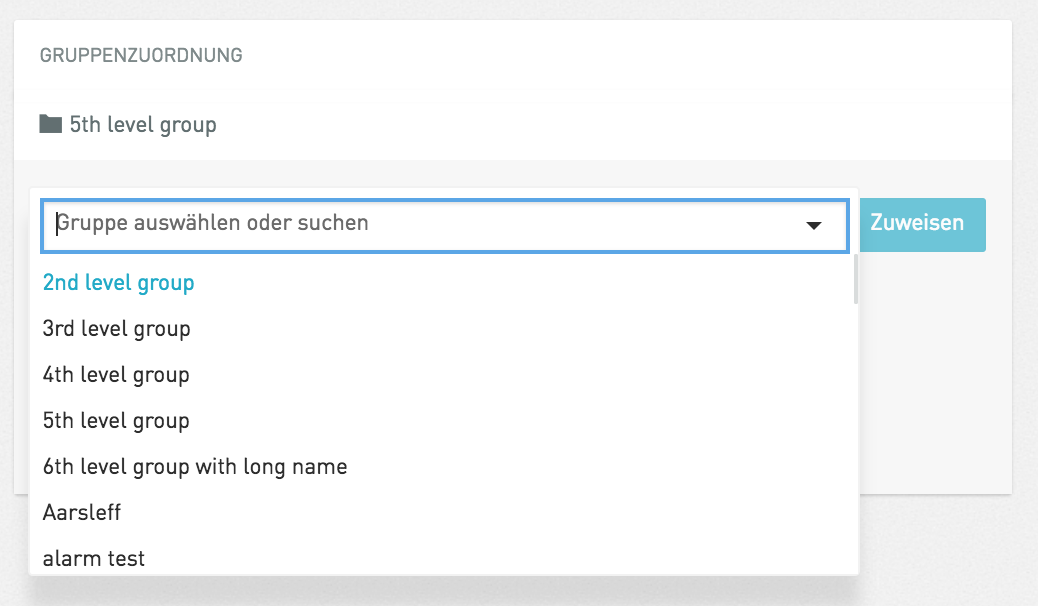 GRUPPENZUORDNUNG
5th level group
Gruppe auswählen oder suchen
Zuweisen
2nd level group
3rd level group
4th level group
5th level group
6th level group with long name
Aarsleff
alarm test